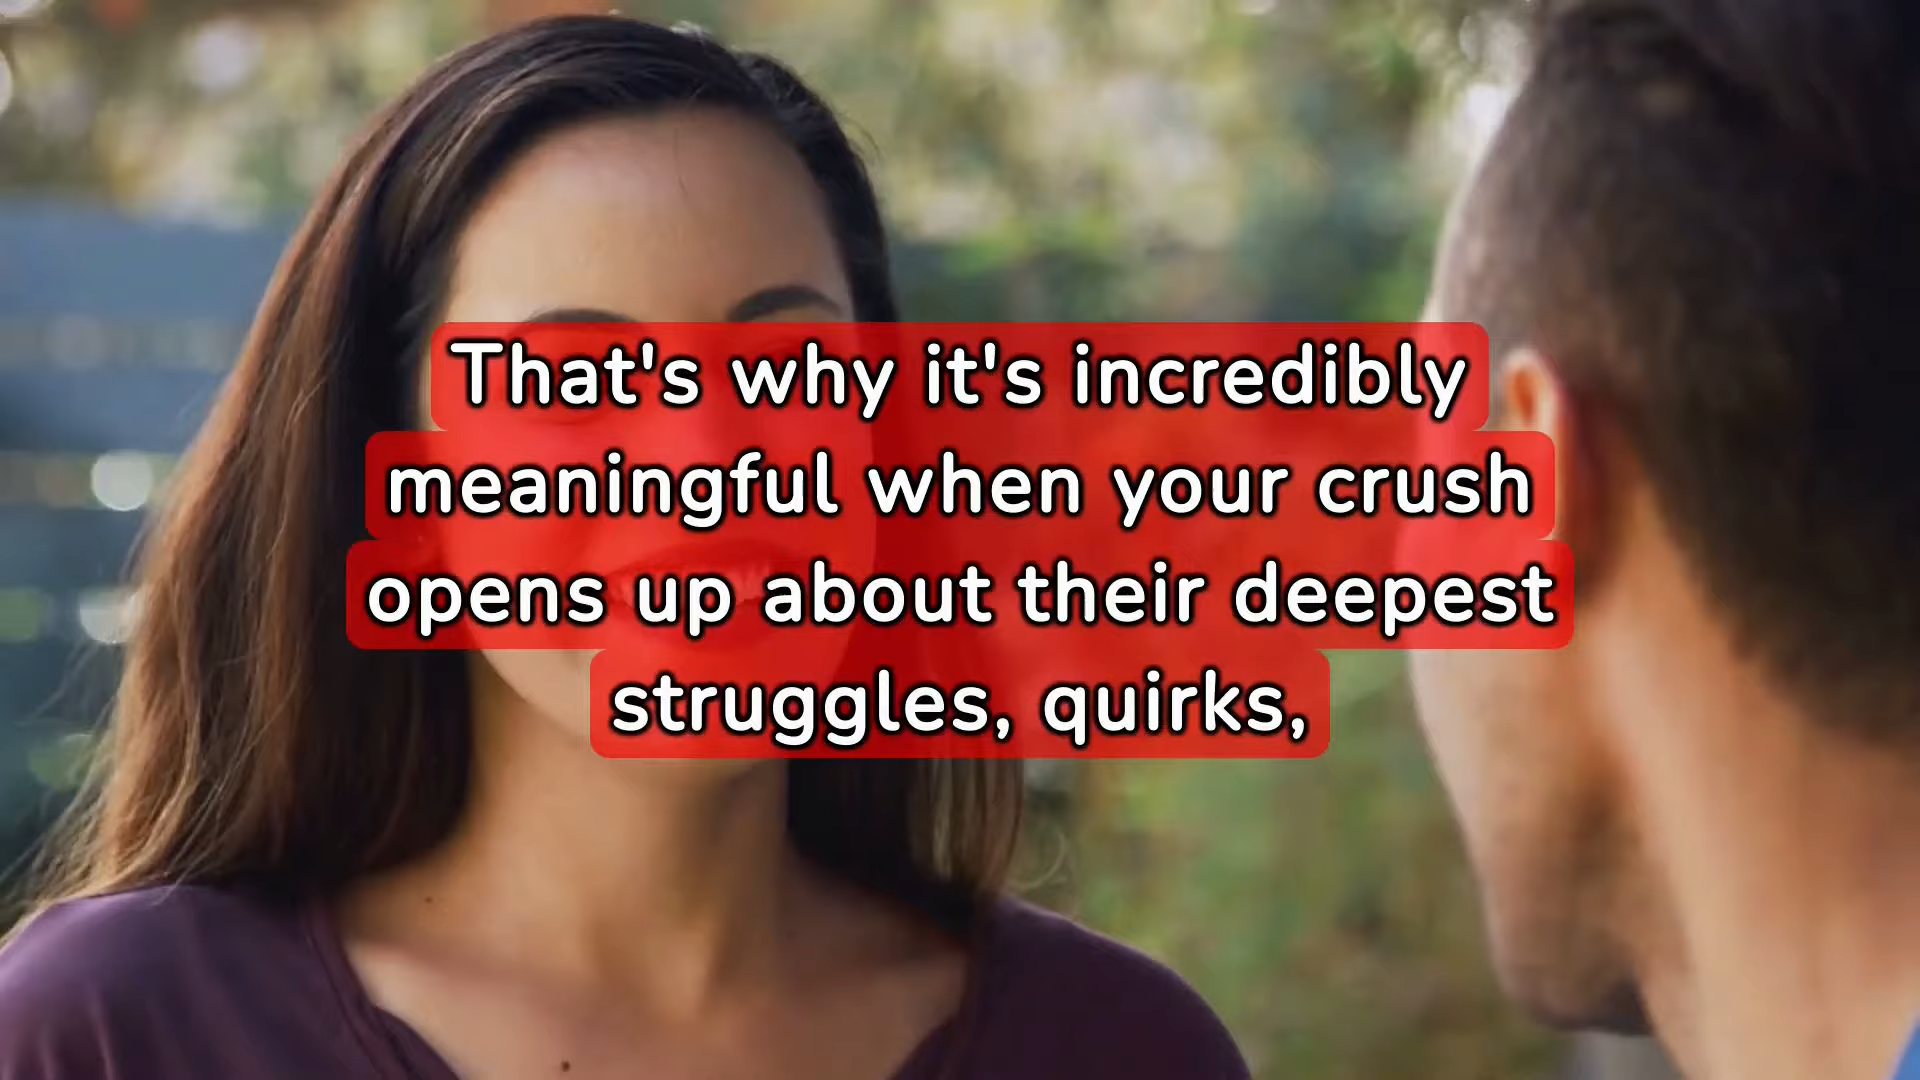 That's why it's incredibly
meaningful when your crush
opens up about their deepest
struggles, quirks,